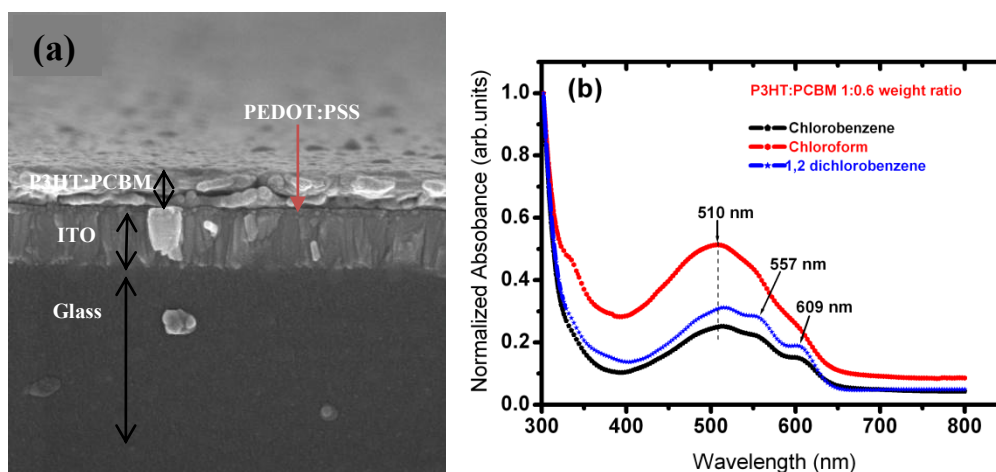 (a)
PEDOT:PSS
P3HT:PCBM
ITO
Glass
(b)
P3HT:PCBM 1:0.6 weight ratio
Chlorobenzene
Chloroform
1,2 dichlorobenzene
510 nm
557 nm
609 nm
Normalized Absobance (arb.units)
1.0
0.8
0.6
0.4
0.2
0.0
300 400 500 600 700 800
Wavelength (nm)